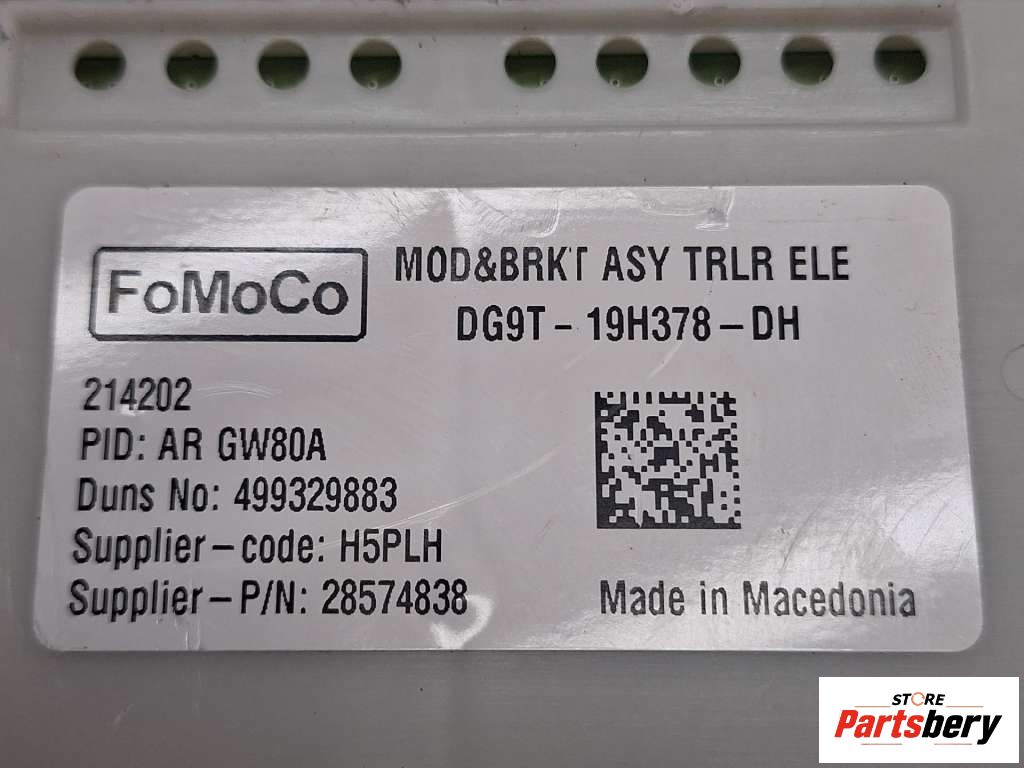 FoMoCo
MOD&BRKT ASY TRLR ELE
DG9T-19H378-DH
214202
PID: AR GW80A
Duns No: 499329883
Supplier-code: H5PLH
Supplier-P/N: 28574838
Made in Macedonia
STORE
Partsbery